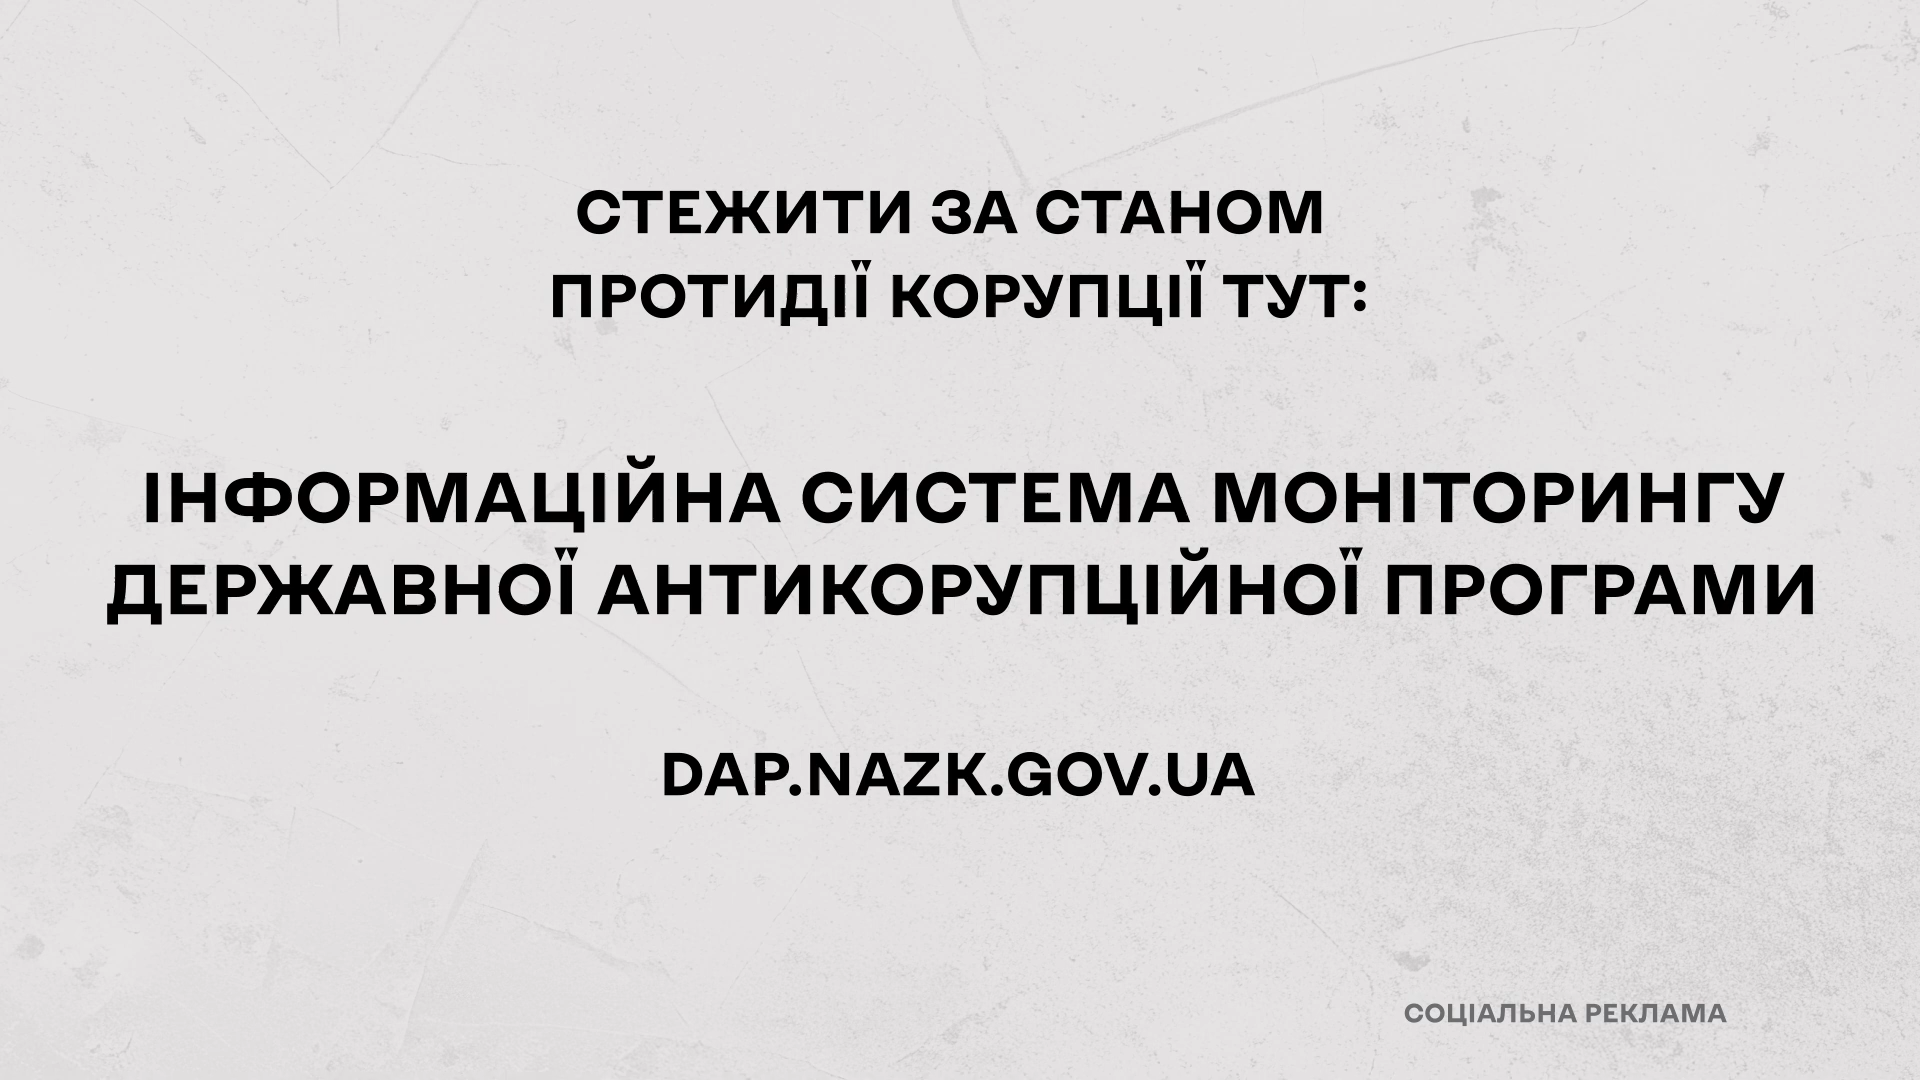 СТЕЖИТИ ЗА СТАНОМ
ПРОТИДІЇ КОРУПЦІЇ ТУТ:
ІНФОРМАЦІЙНА СИСТЕМА МОНІТОРИНГУ
ДЕРЖАВНОЇ АНТИКОРУПЦІЙНОЇ ПРОГРАМИ
DAP.NAZK.GOV.UA
СОЦІАЛЬНА РЕКЛАМА